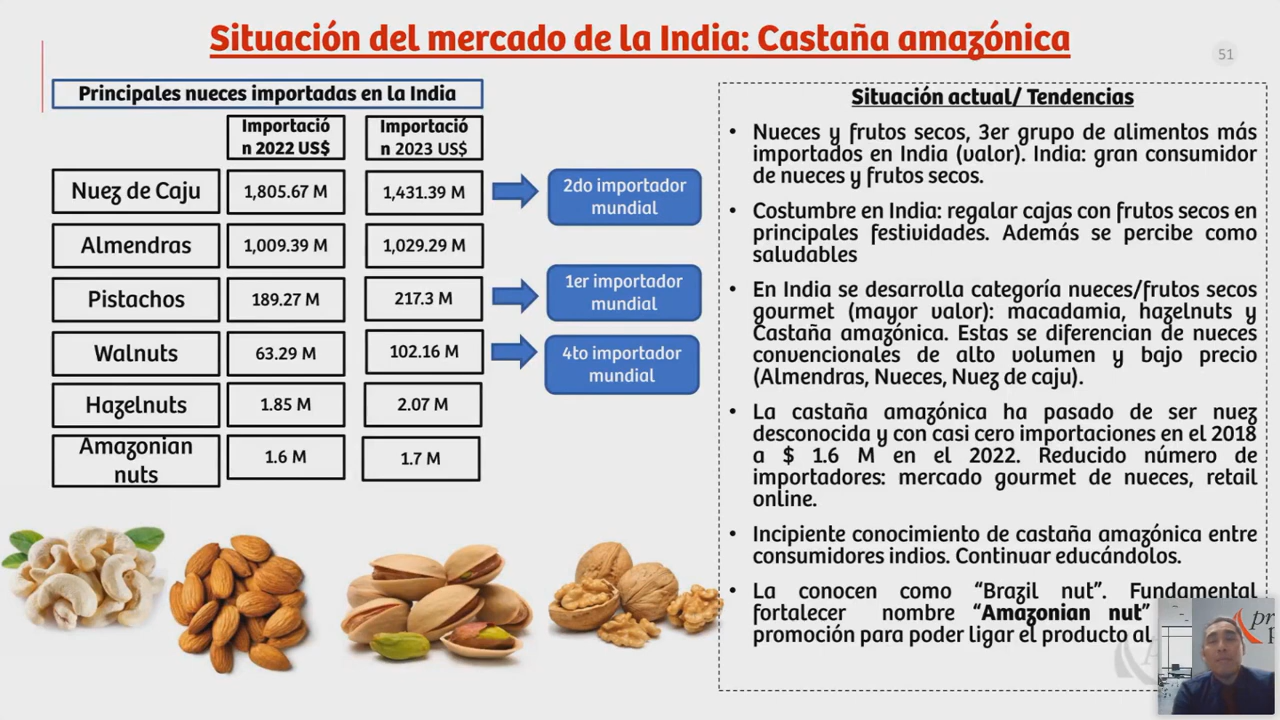 Situación del mercado de la India: Castaña amazónica
51
Principales nueces importadas en la India
Importació
n 2022 US$
Importació
n 2023 US$
Nuez de Caju
1,805.67 M
1,431.39 M
2do importador
mundial
Almendras
1,009.39 M
1,029.29 M
Pistachos
189.27 M
217.3 M
1er importador
mundial
Walnuts
63.29 M
102.16 M
4to importador
mundial
Hazelnuts
1.85 M
2.07 M
Amazonian
nuts
1.6 M
1.7 M
Situación actual/ Tendencias
• Nueces y frutos secos, 3er grupo de alimentos más
importados en India (valor). India: gran consumidor
de nueces y frutos secos.
• Costumbre en India: regalar cajas con frutos secos en
principales festividades. Además se percibe como
saludables
• En India se desarrolla categoría nueces/frutos secos
gourmet (mayor valor): macadamia, hazelnuts y
Castaña amazónica. Estas se diferencian de nueces
convencionales de alto volumen y bajo precio
(Almendras, Nueces, Nuez de caju).
• La castaña amazónica ha pasado de ser nuez
desconocida y con casi cero importaciones en el 2018
a $ 1.6 M en el 2022. Reducido número de
importadores: mercado gourmet de nueces, retail
online.
• Incipiente conocimiento de castaña amazónica entre
consumidores indios. Continuar educándolos.
• La conocen como "Brazil nut". Fundamental
fortalecer nombre "Amazonian nut"
promoción para poder ligar el producto al